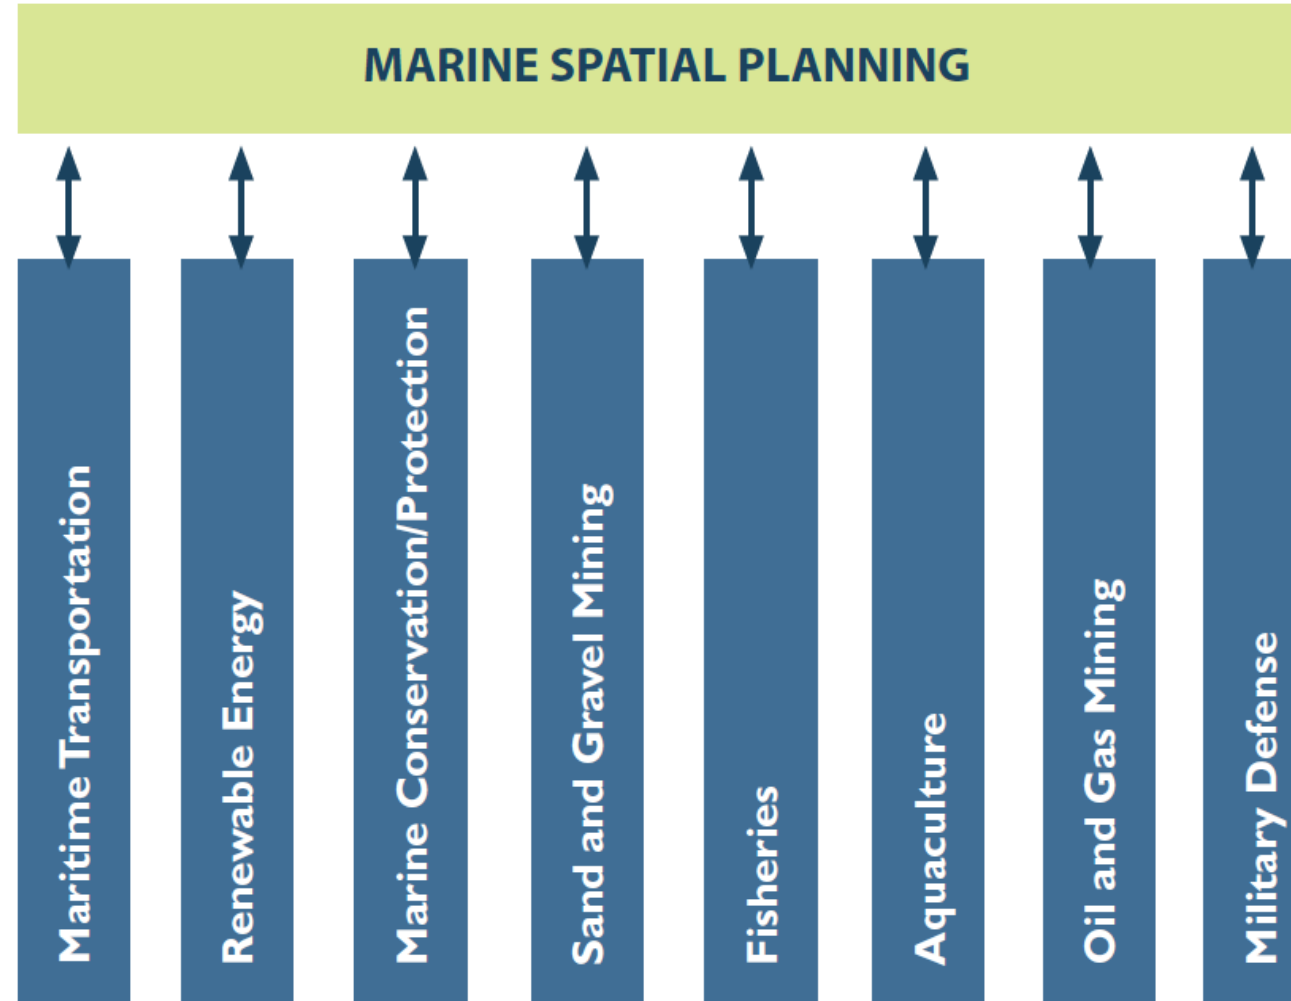 MARINE SPATIAL PLANNING
Maritime Transportation
Renewable Energy
Marine Conservation/Protection
Sand and Gravel Mining
Fisheries
Aquaculture
Oil and Gas Mining
Military Defense